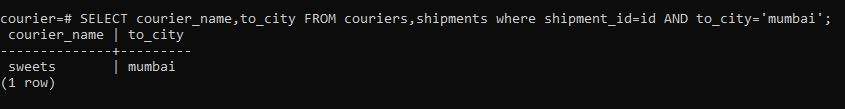 courier=# SELECT courier_name,to_city FROM couriers,shipments where shipment_id=id AND to_city='mumbai';
 courier_name | to_city
--------------+---------
 sweets       | mumbai
(1 row)